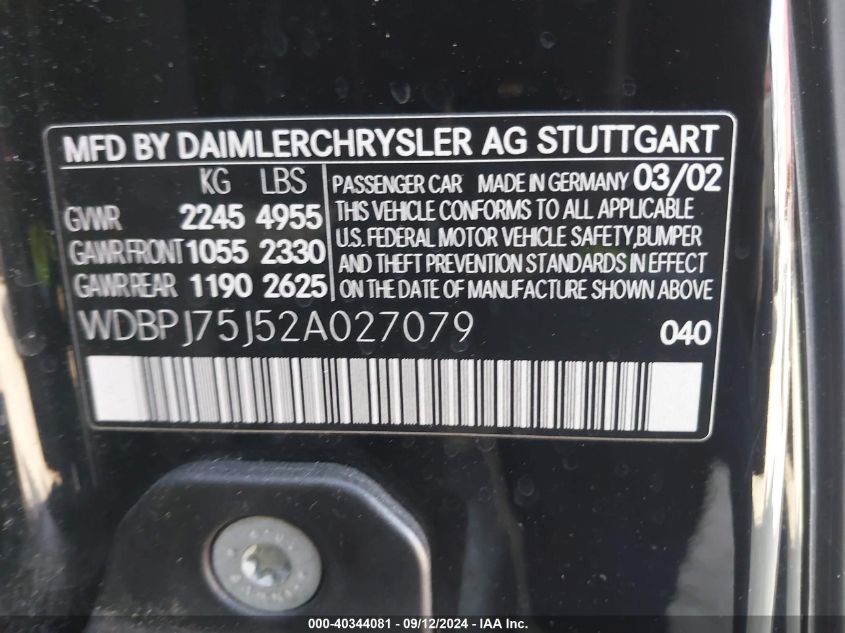 MFD BY DAIMLERCHRYSLER AG STUTTGART
KG LBS
GVWR 2245 4955
GAWR FRONT 1055 2330
GAWR REAR 1190 2625
PASSENGER CAR MADE IN GERMANY 03/02
THIS VEHICLE CONFORMS TO ALL APPLICABLE
U.S. FEDERAL MOTOR VEHICLE SAFETY, BUMPER
AND THEFT PREVENTION STANDARDS IN EFFECT
ON THE DATE OF MANUFACTURE SHOWN ABOVE
WDBPJ75J52A027079 040
000-40344081 - 09/12/2024 - IAA Inc.